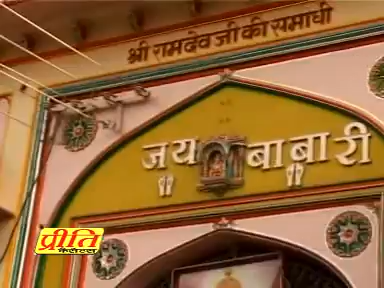 श्री रामदेव जी की समाधी
जय बाबा री
प्रीति
कैसेट्स